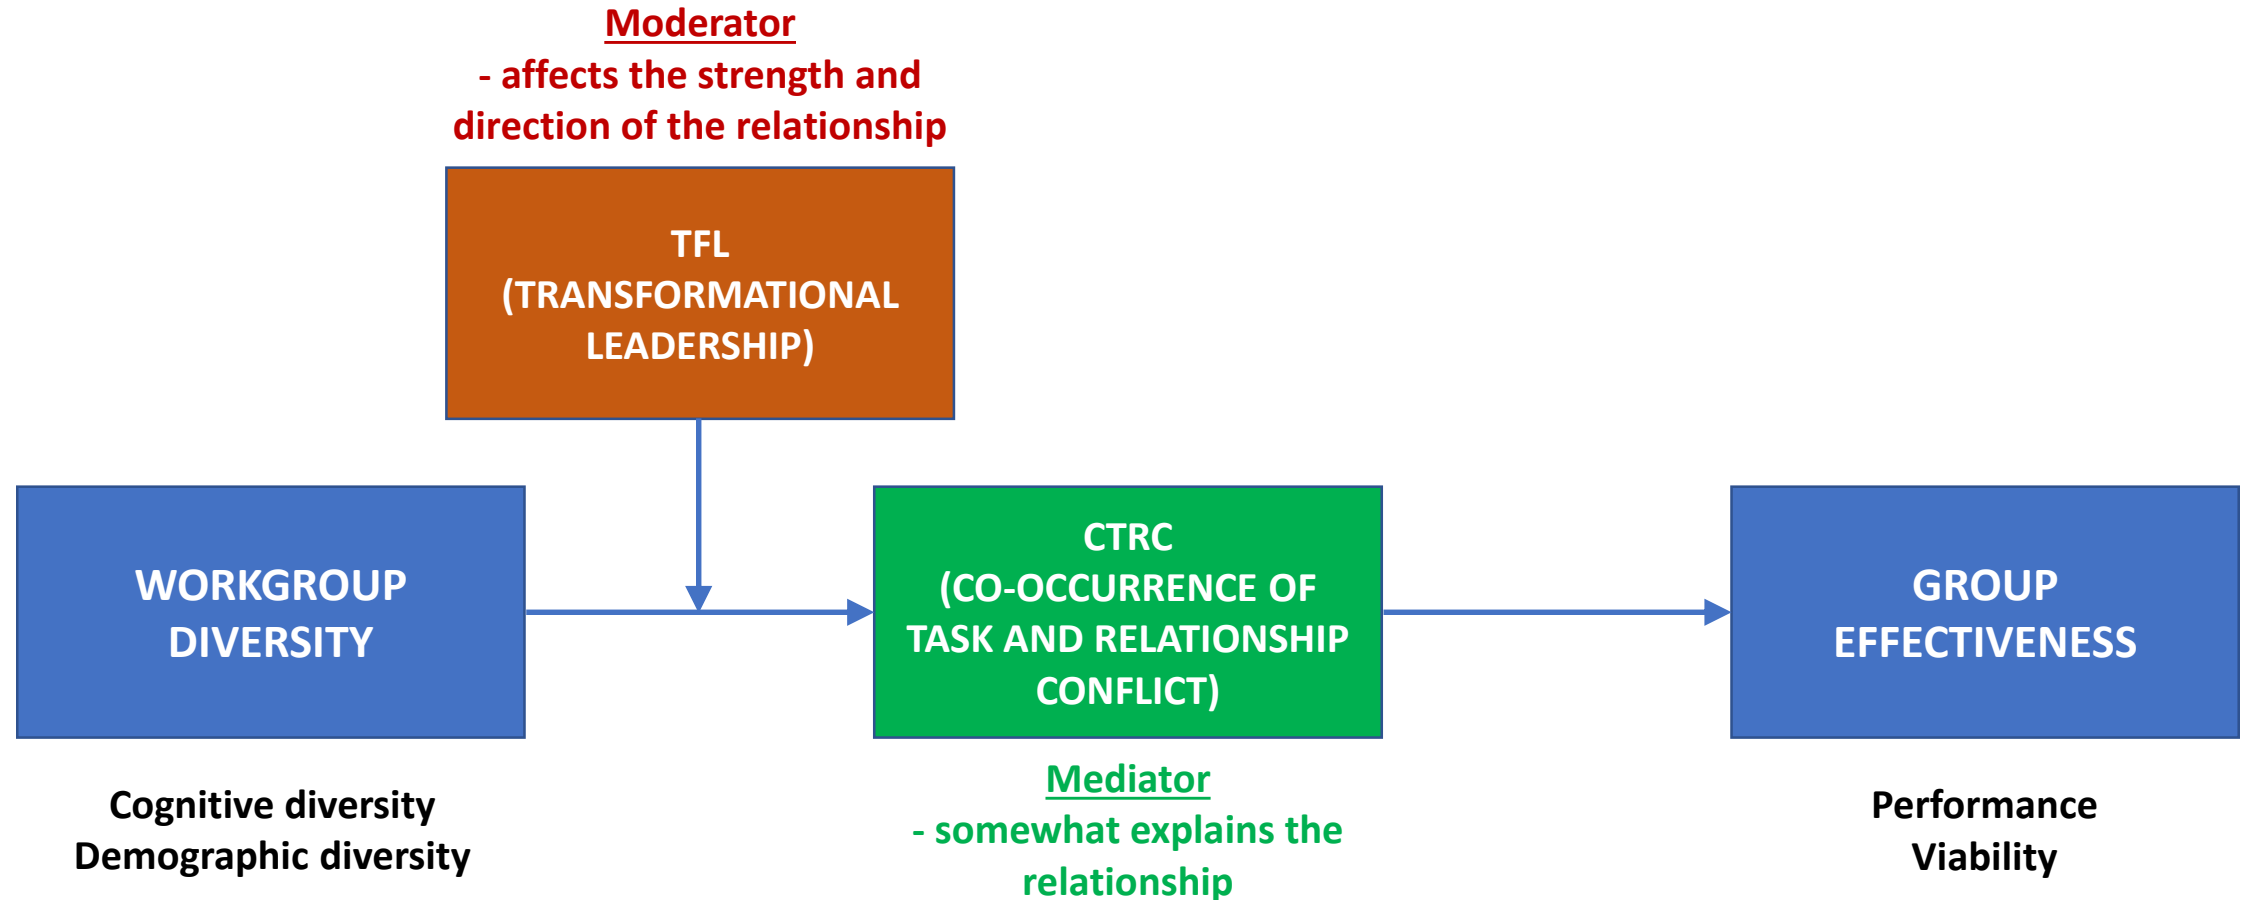 Moderator
- affects the strength and
direction of the relationship
TFL
(TRANSFORMATIONAL
LEADERSHIP)
WORKGROUP
DIVERSITY
Cognitive diversity
Demographic diversity
CTRC
(CO-OCCURRENCE OF
TASK AND RELATIONSHIP
CONFLICT)
Mediator
- somewhat explains the
relationship
GROUP
EFFECTIVENESS
Performance
Viability